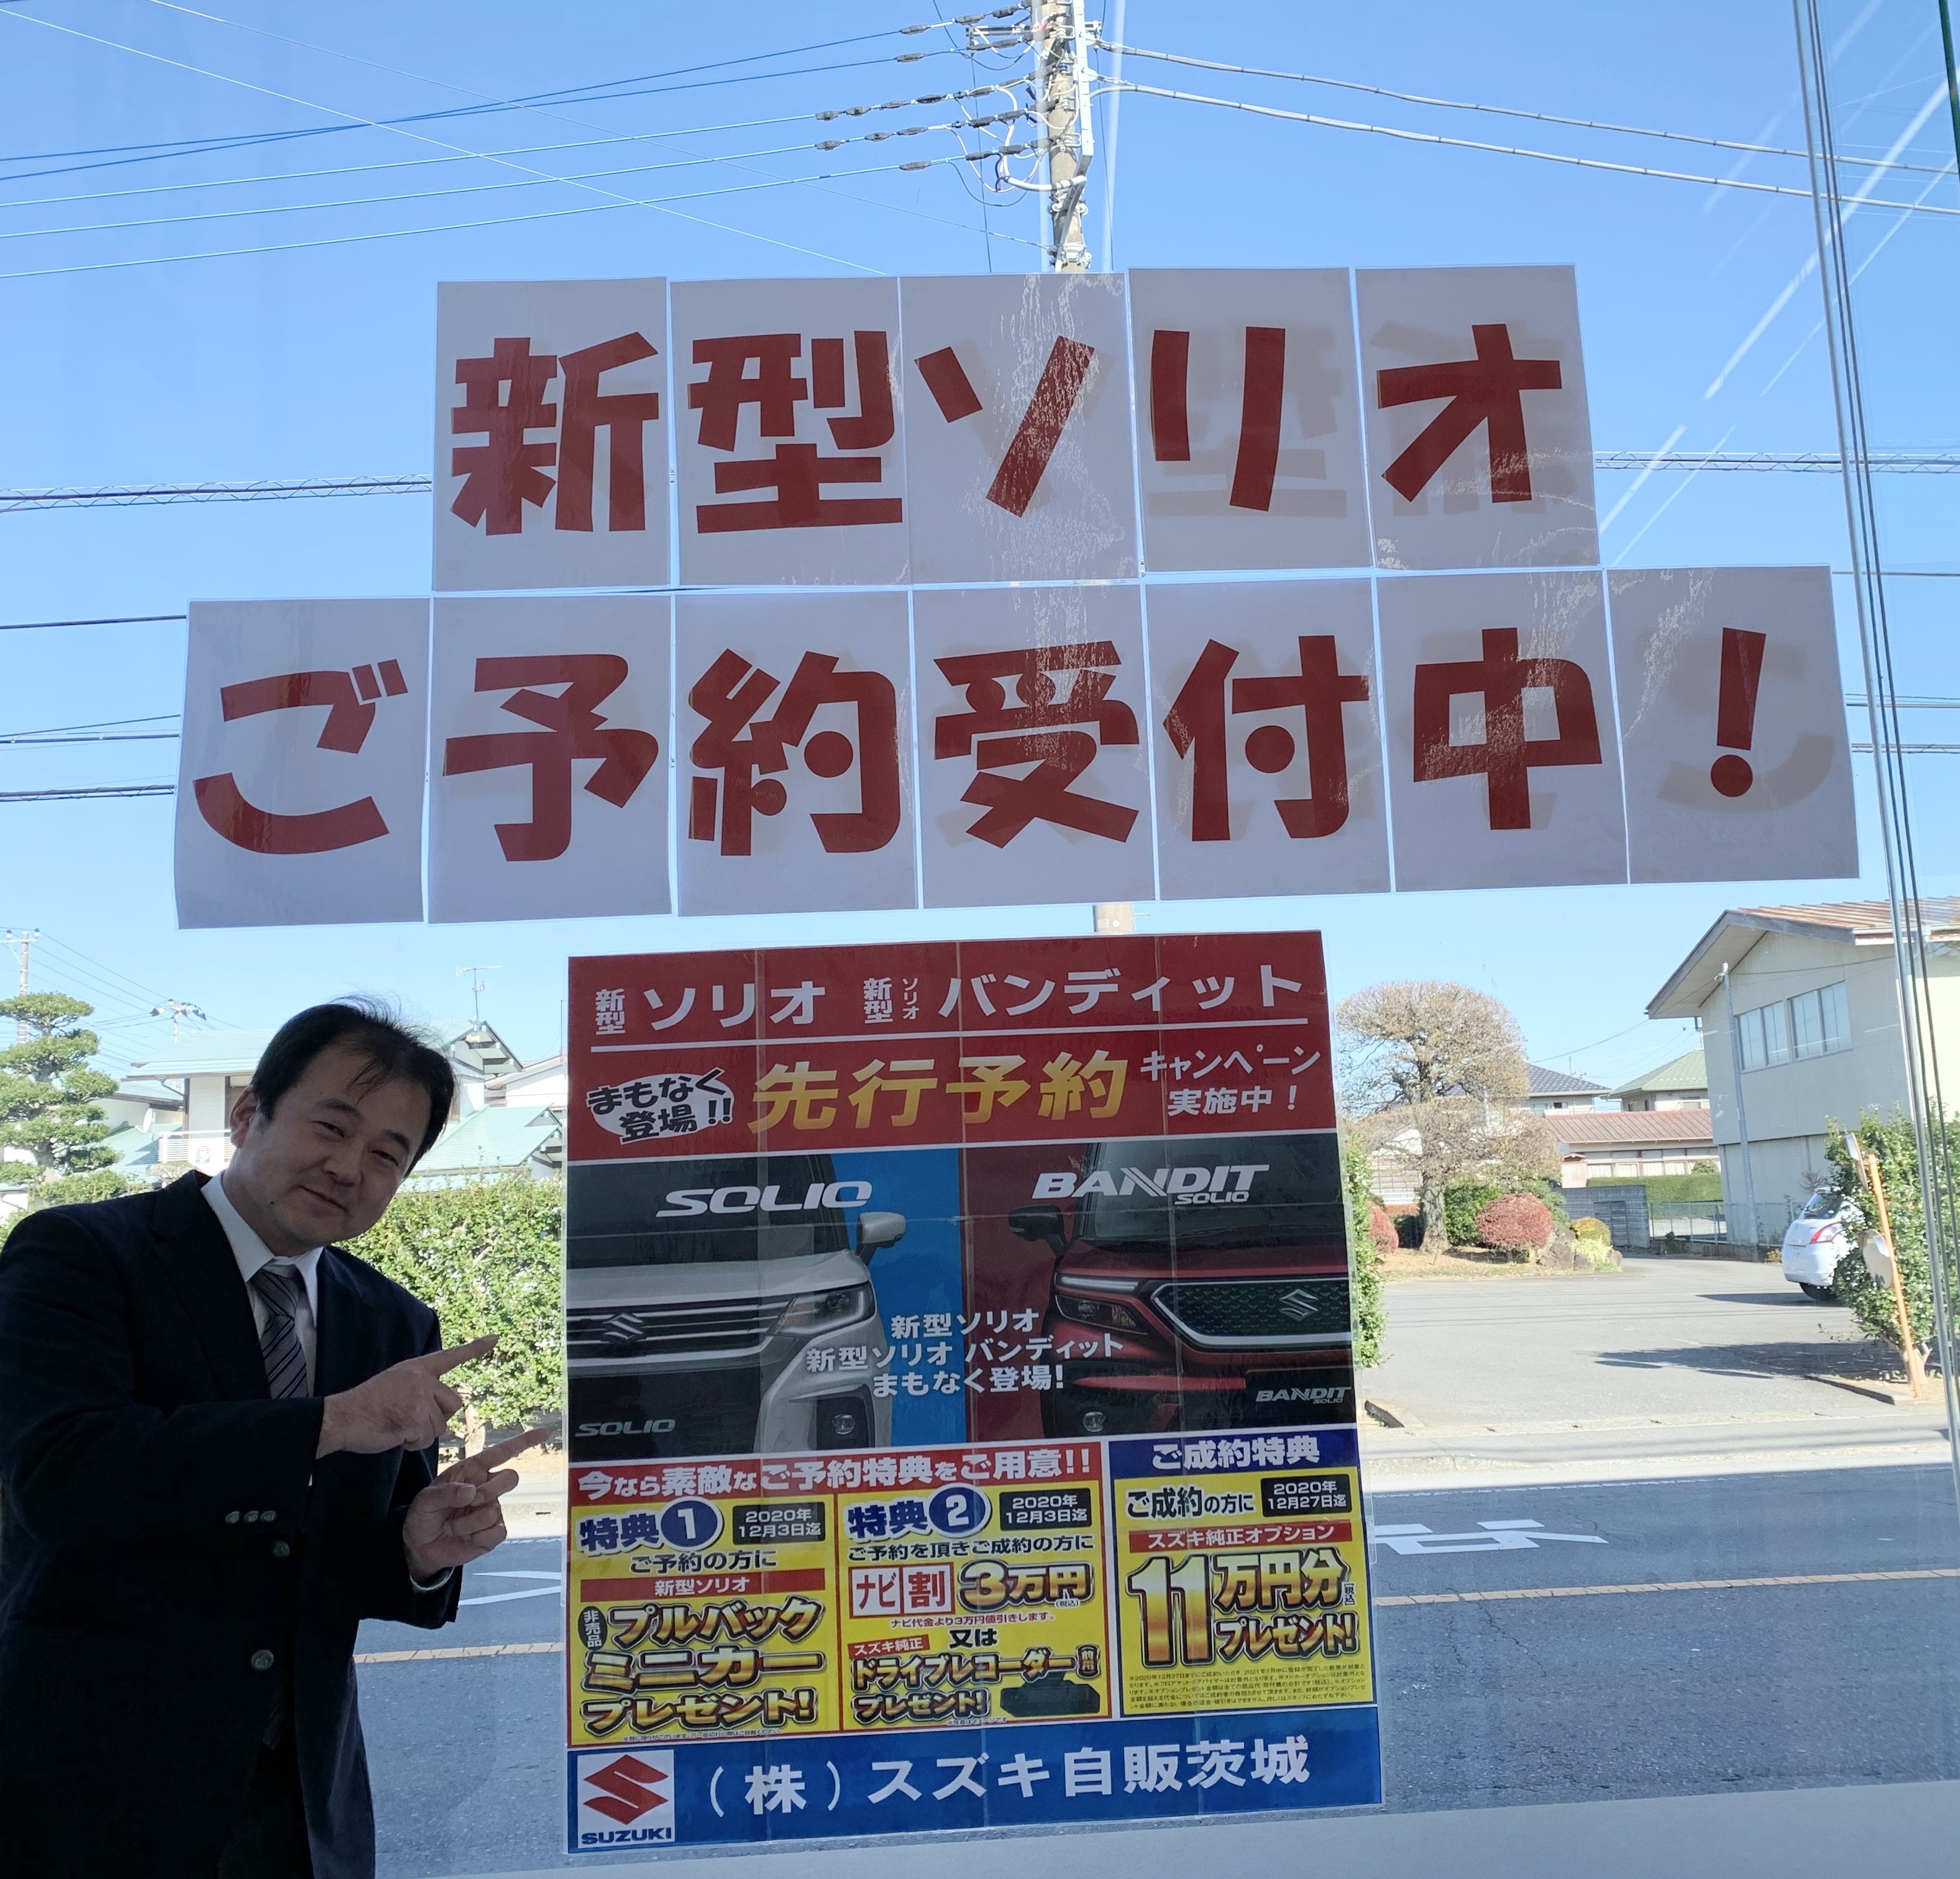 新型ソリオ
ご予約受付中!
新型 ソリオ 新型 ソリオ バンディット
まもなく登場!! 先行予約 キャンペーン実施中!
SOLIO
BANDIT
SOLIO
新型ソリオ
新型ソリオ バンディット
まもなく登場!
SOLIO
BANDIT
SOLIO
今なら素敵なご予約特典をご用意!!
特典1 2020年12月3日迄
ご予約の方に
新型ソリオ
非売品 プルバック
ミニカー
プレゼント!
特典2 2020年12月3日迄
ご予約を頂きご成約の方に
ナビ割 3万円(税込)
ナビ代金より3万円値引きします。
又は
スズキ純正
ドライブレコーダー 前用
プレゼント!
ご成約特典
ご成約の方に 2020年12月27日迄
スズキ純正オプション
11万円分(税込)
プレゼント!
SUZUKI
(株)スズキ自販茨城